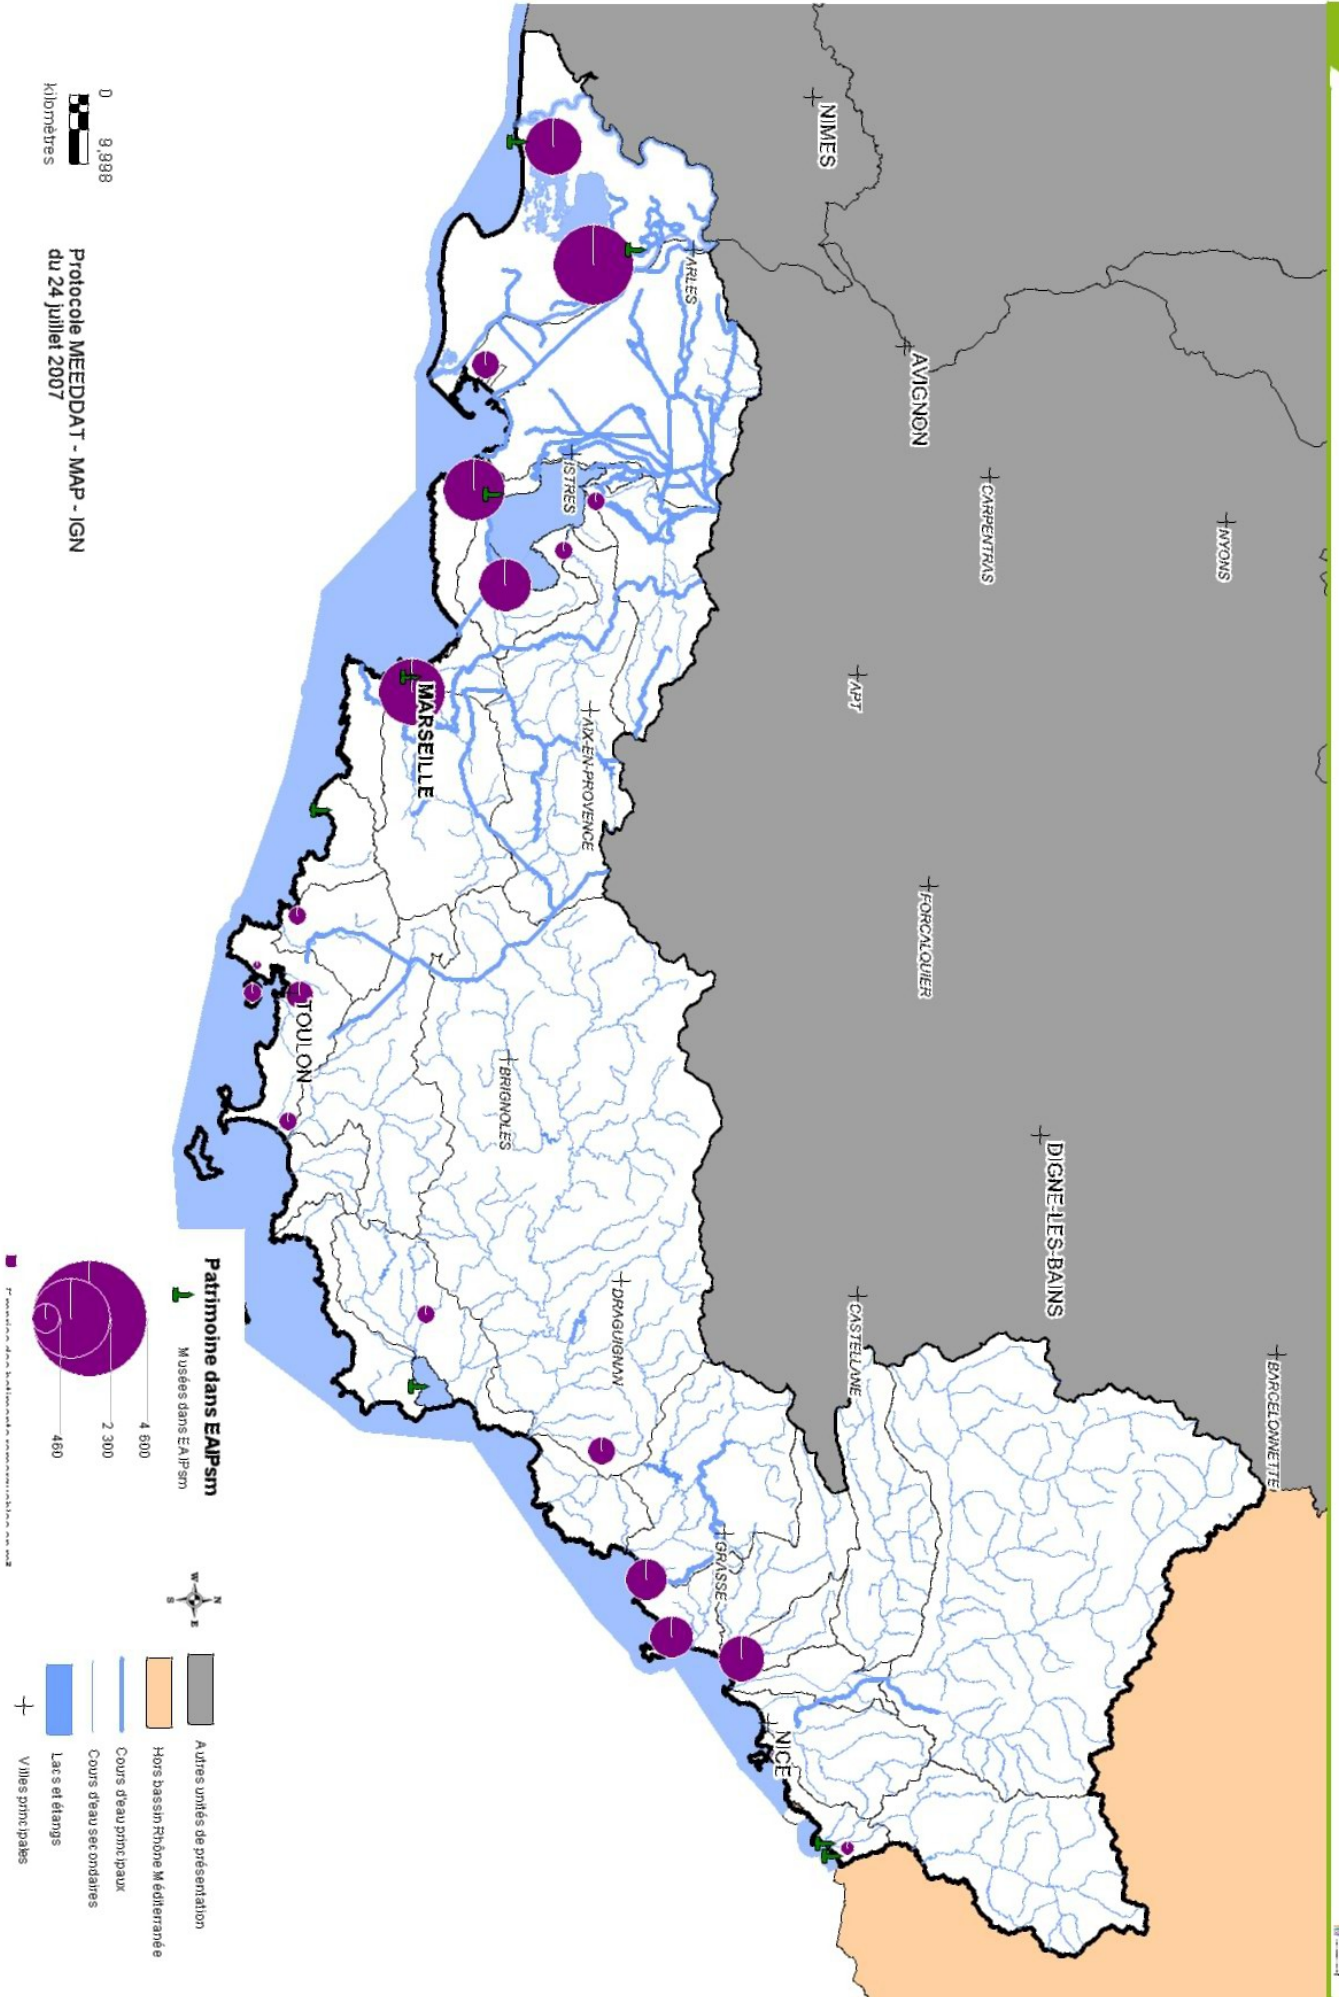 BARCELONNETTE
NYONS
DIGNE-LES-BAINS
CARPENTRAS
FORCALQUIER
AVIGNON
APT
CASTELLANE
NIMES
NICE
GRASSE
ARLES
DRAGUIGNAN
AIX-EN-PROVENCE
ISTRES
BRIGNOLES
MARSEILLE
TOULON
0 9,998
kilomètres
Protocole MEEDDAT - MAP - IGN
du 24 juillet 2007
Patrimoine dans EAIPsm
Musées dans EAIPsm
4 600
2 300
460
N
W E
S
Autres unités de présentation
Hors bassin Rhône Méditerranée
Cours d'eau principaux
Cours d'eau secondaires
Lacs et étangs
Villes principales